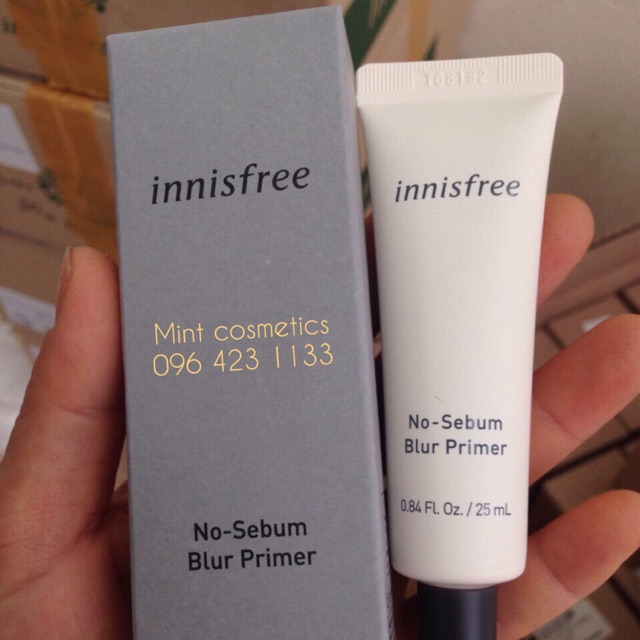 innisfree
Mint cosmetics
096 423 1133
No-Sebum
Blur Primer
innisfree
No-Sebum
Blur Primer
0.84 Fl. Oz. / 25 mL